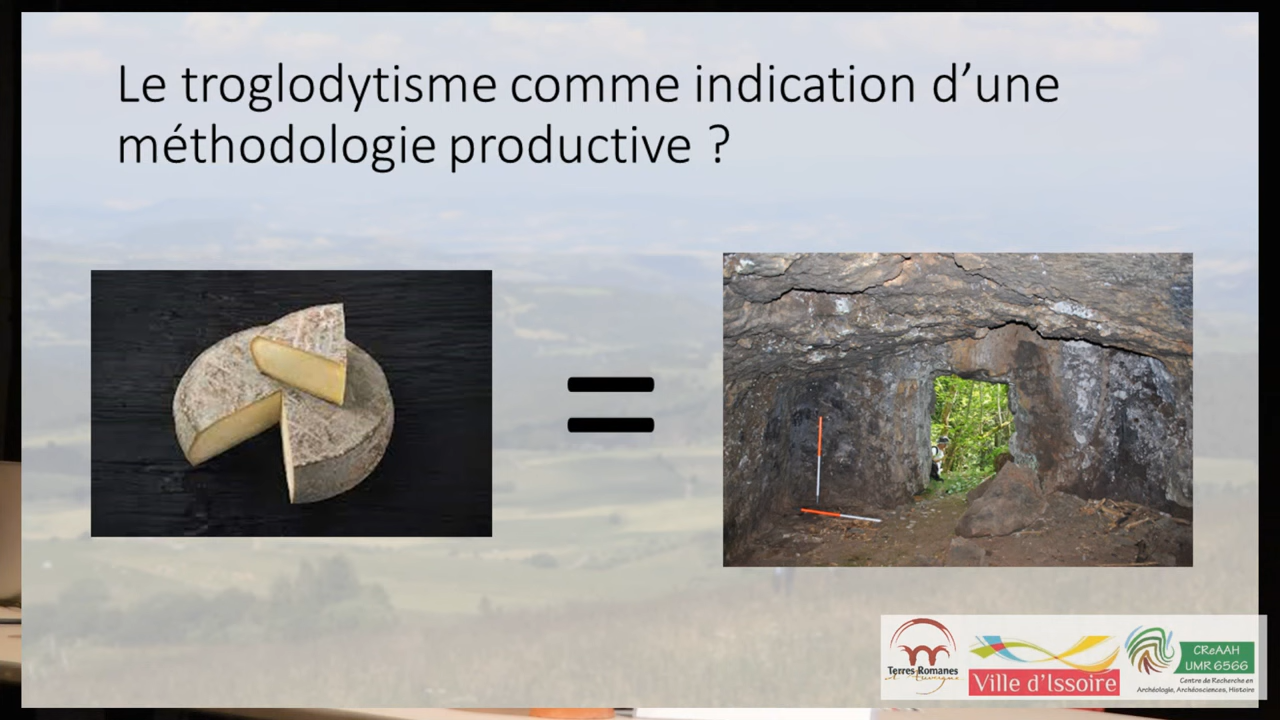 Le troglodytisme comme indication d’une
méthodologie productive ?
=
Terres Romanes
d'Auvergne
Ville d'Issoire
CReAAH
UMR 6566
Centre de Recherche en
Archéologie, Archéosciences, Histoire